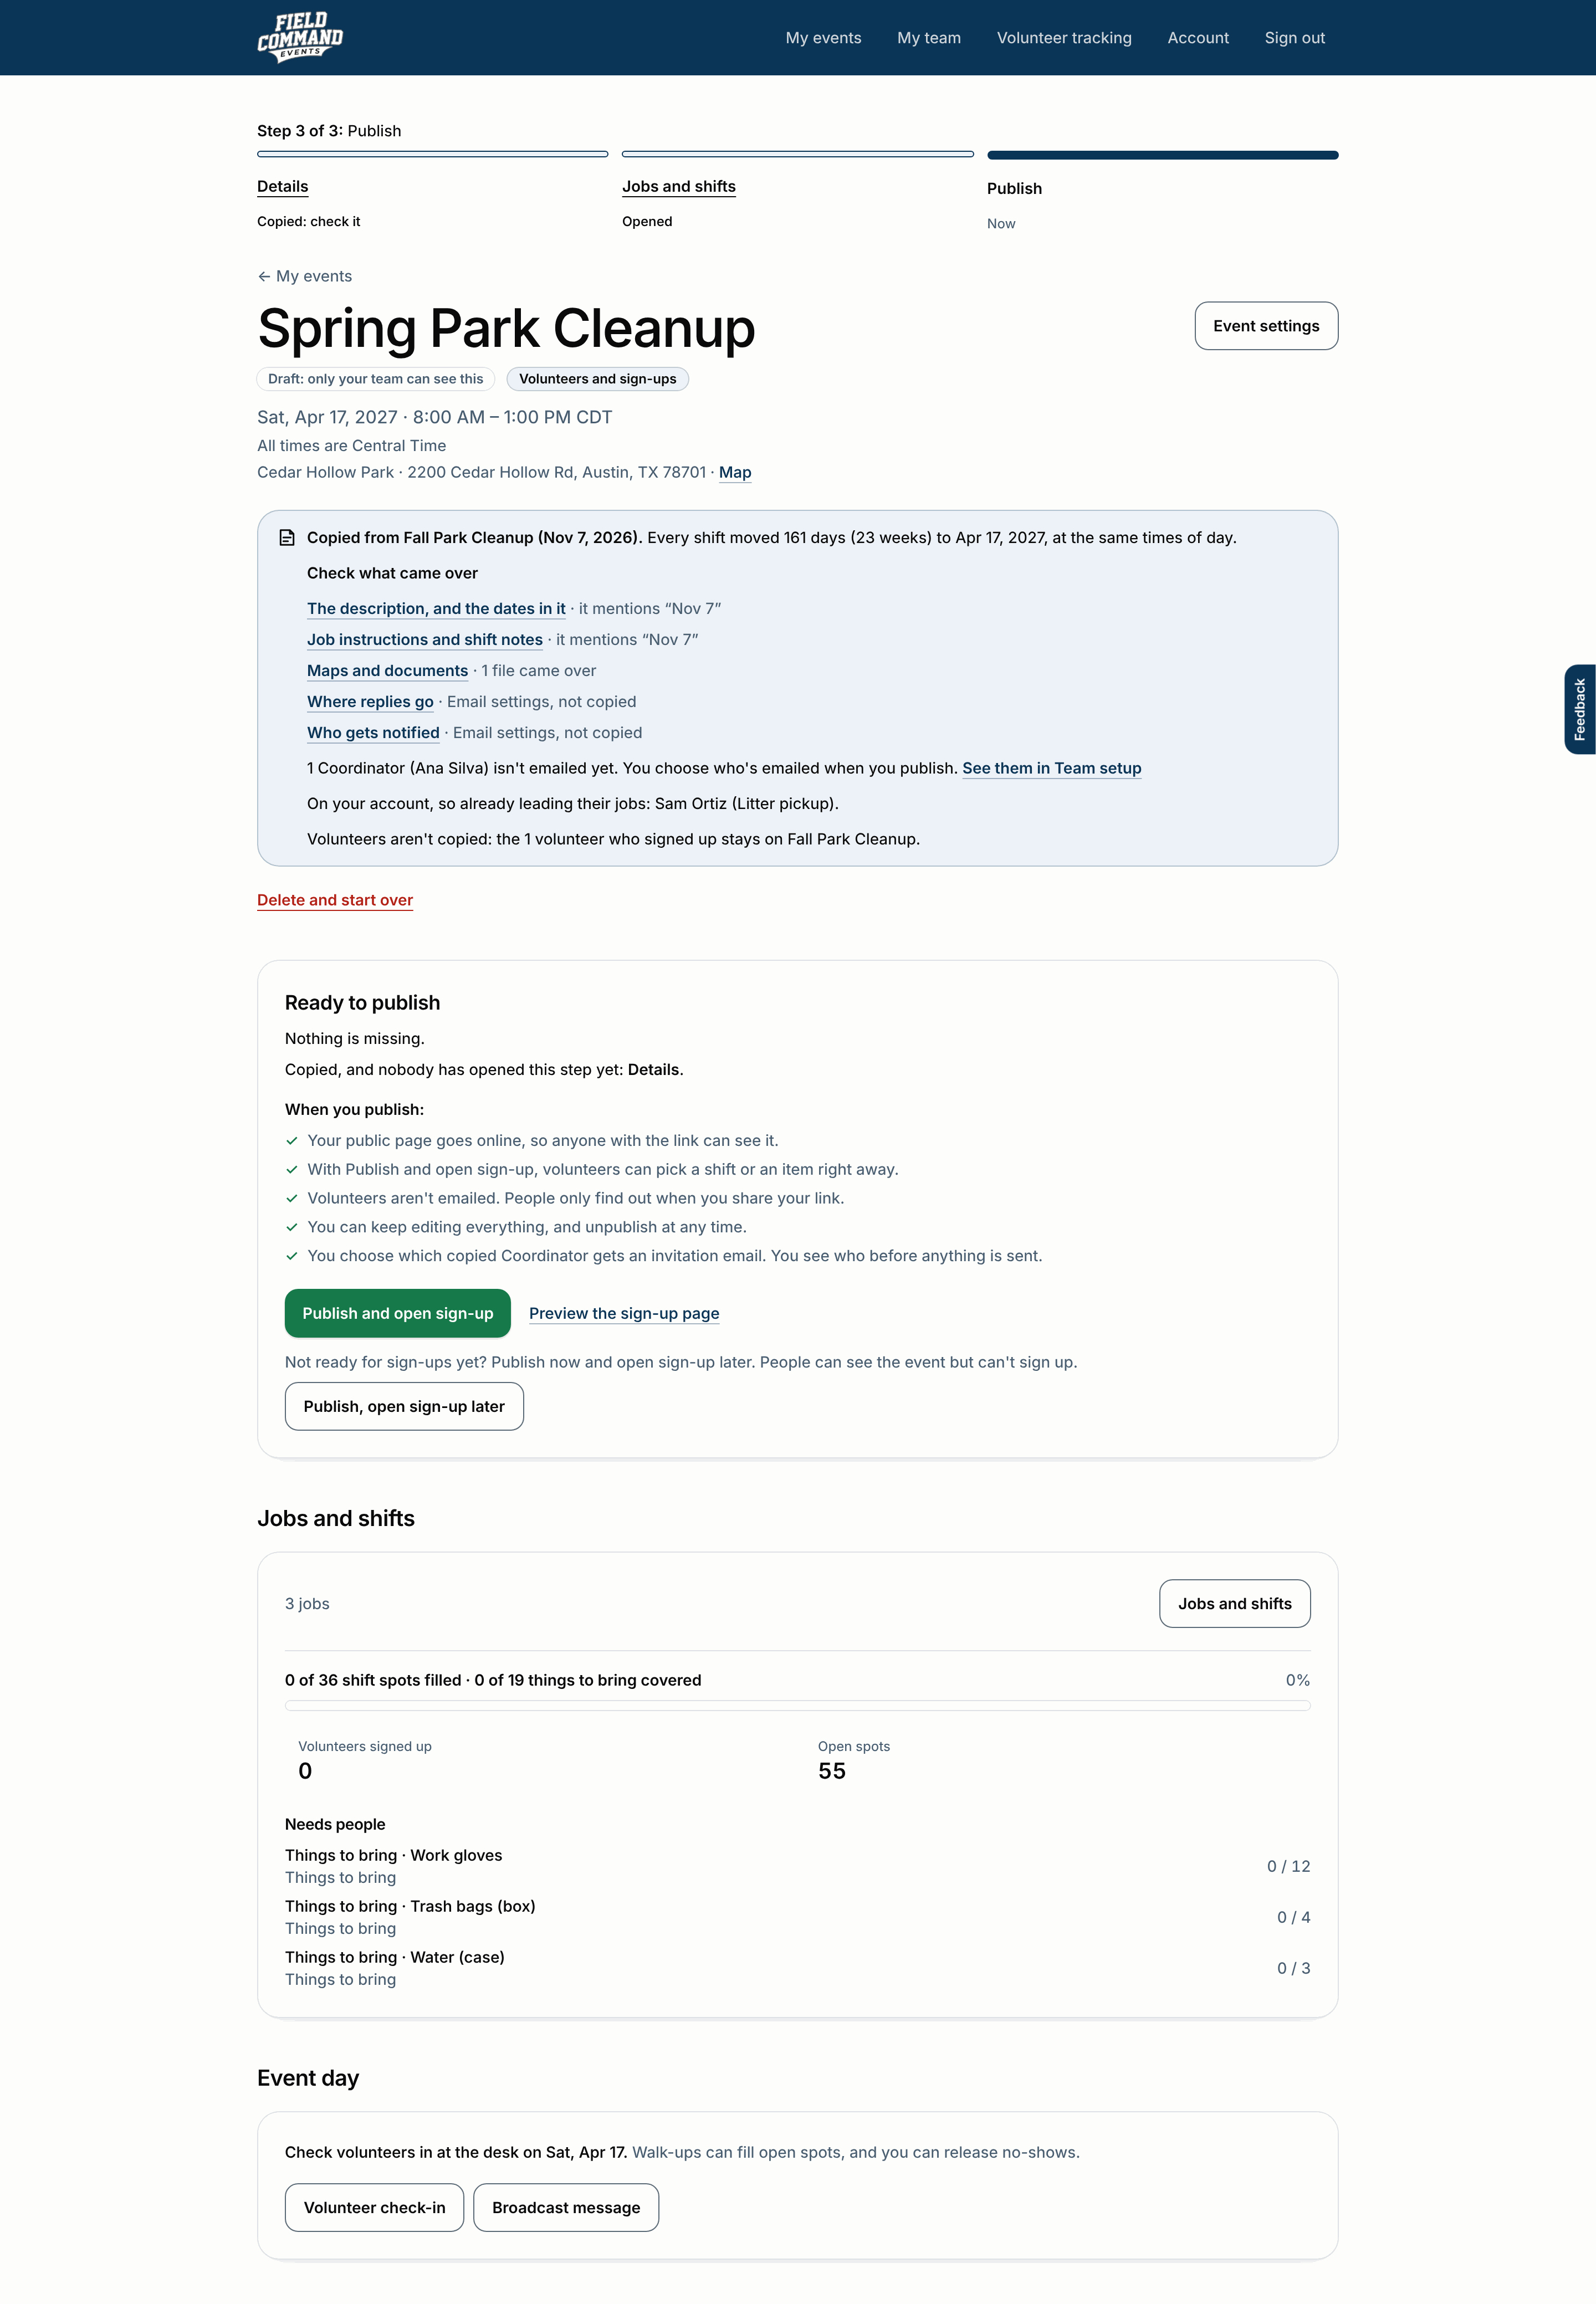 FIELD COMMAND EVENTS
My events
My team
Volunteer tracking
Account
Sign out
Step 3 of 3: Publish
Details
Copied: check it
Jobs and shifts
Opened
Publish
Now
← My events
Spring Park Cleanup
Event settings
Draft: only your team can see this
Volunteers and sign-ups
Sat, Apr 17, 2027 · 8:00 AM – 1:00 PM CDT
All times are Central Time
Cedar Hollow Park · 2200 Cedar Hollow Rd, Austin, TX 78701 · Map
Copied from Fall Park Cleanup (Nov 7, 2026). Every shift moved 161 days (23 weeks) to Apr 17, 2027, at the same times of day.
Check what came over
The description, and the dates in it · it mentions “Nov 7”
Job instructions and shift notes · it mentions “Nov 7”
Maps and documents · 1 file came over
Where replies go · Email settings, not copied
Who gets notified · Email settings, not copied
1 Coordinator (Ana Silva) isn't emailed yet. You choose who's emailed when you publish. See them in Team setup
On your account, so already leading their jobs: Sam Ortiz (Litter pickup).
Volunteers aren't copied: the 1 volunteer who signed up stays on Fall Park Cleanup.
Feedback
Delete and start over
Ready to publish
Nothing is missing.
Copied, and nobody has opened this step yet: Details.
When you publish:
Your public page goes online, so anyone with the link can see it.
With Publish and open sign-up, volunteers can pick a shift or an item right away.
Volunteers aren't emailed. People only find out when you share your link.
You can keep editing everything, and unpublish at any time.
You choose which copied Coordinator gets an invitation email. You see who before anything is sent.
Publish and open sign-up
Preview the sign-up page
Not ready for sign-ups yet? Publish now and open sign-up later. People can see the event but can't sign up.
Publish, open sign-up later
Jobs and shifts
3 jobs
Jobs and shifts
0 of 36 shift spots filled · 0 of 19 things to bring covered
0%
Volunteers signed up
0
Open spots
55
Needs people
Things to bring · Work gloves
Things to bring
0 / 12
Things to bring · Trash bags (box)
Things to bring
0 / 4
Things to bring · Water (case)
Things to bring
0 / 3
Event day
Check volunteers in at the desk on Sat, Apr 17. Walk-ups can fill open spots, and you can release no-shows.
Volunteer check-in
Broadcast message